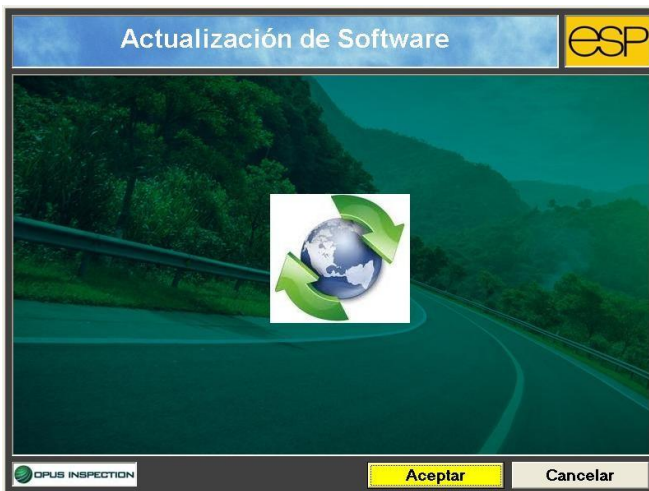 Actualización de Software
esp
OPUS INSPECTION
Aceptar
Cancelar